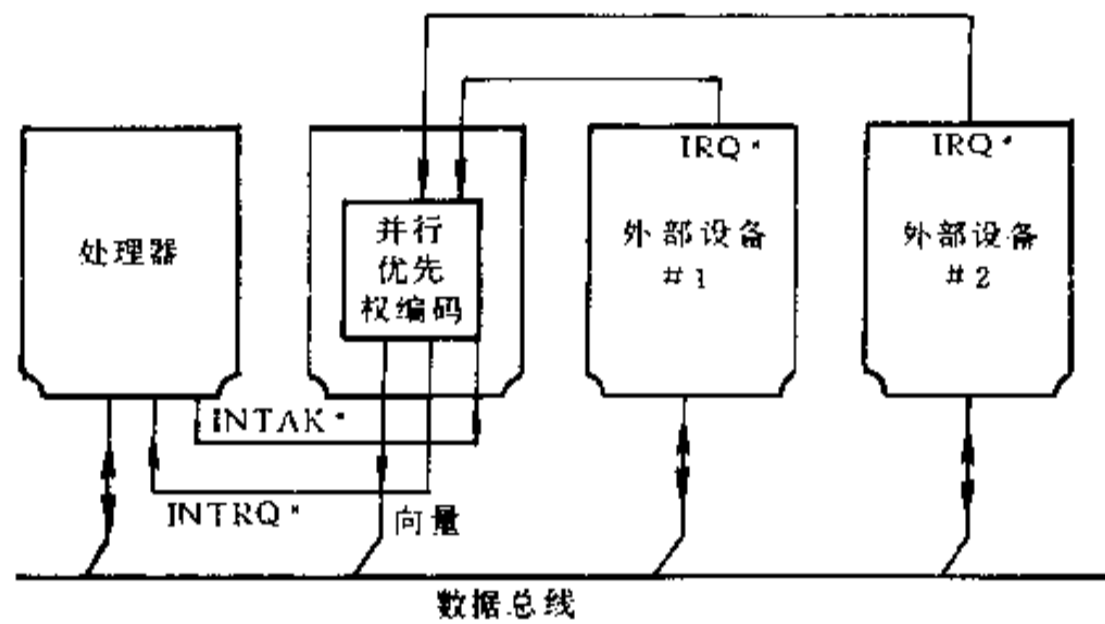 IRQ*
IRQ*
处理器
并行
优先
权编码
外部设备
#1
外部设备
#2
INTAK*
INTRQ*
向量
数据总线